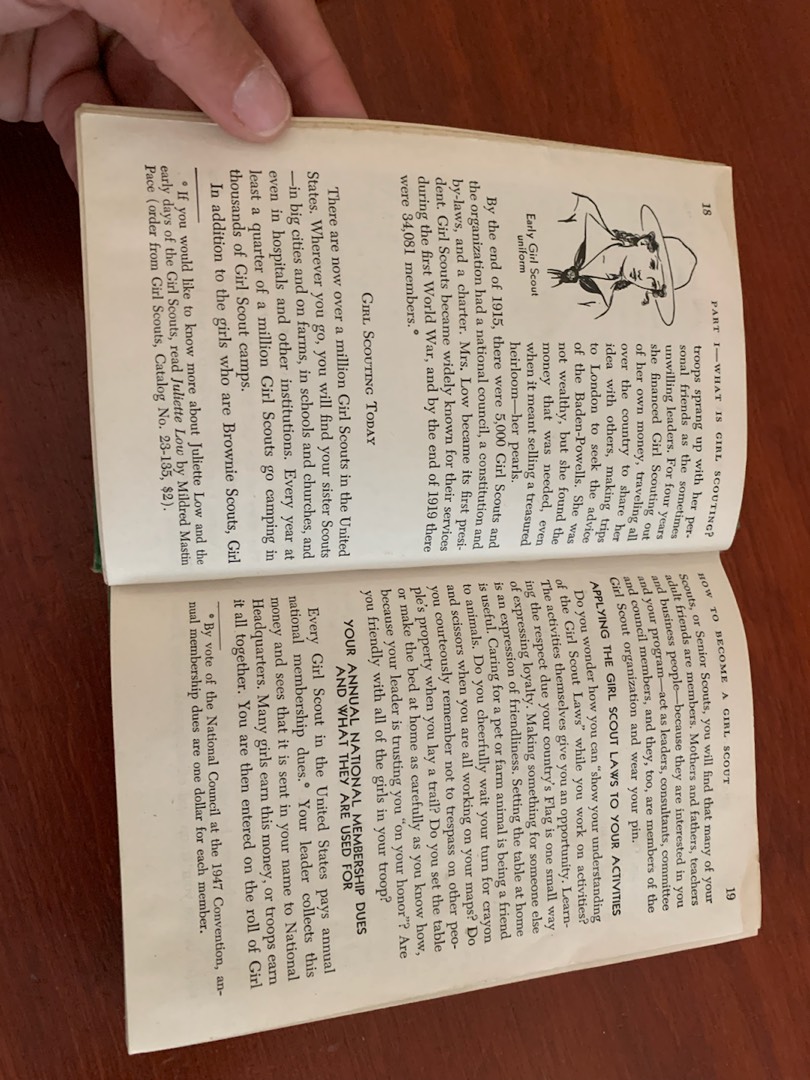 18
PART I—WHAT IS GIRL SCOUTING?
troops sprang up with her per-
sonal friends as the sometimes
unwilling leaders. For four years
she financed Girl Scouting out
of her own money, traveling all
over the country to share her
idea with others, making trips
to London to seek the advice
of the Baden-Powells. She was
not wealthy, but she found the
money that was needed, even
when it meant selling a treasured
heirloom—her pearls.
Early Girl Scout
uniform
By the end of 1915, there were 5,000 Girl Scouts and
the organization had a national council, a constitution and
by-laws, and a charter. Mrs. Low became its first presi-
dent. Girl Scouts became widely known for their services
during the first World War, and by the end of 1919 there
were 34,081 members.*
GIRL SCOUTING TODAY
There are now over a million Girl Scouts in the United
States. Wherever you go, you will find your sister Scouts
—in big cities and on farms, in schools and churches, and
even in hospitals and other institutions. Every year at
least a quarter of a million Girl Scouts go camping in
thousands of Girl Scout camps.
In addition to the girls who are Brownie Scouts, Girl
* If you would like to know more about Juliette Low and the
early days of the Girl Scouts, read Juliette Low by Mildred Mastin
Pace (order from Girl Scouts, Catalog No. 23-135, $2).
HOW TO BECOME A GIRL SCOUT
19
Scouts, or Senior Scouts, you will find that many of your
adult friends are members. Mothers and fathers, teachers
and business people—because they are interested in you
and your program—act as leaders, consultants, committee
and council members, and they, too, are members of the
Girl Scout organization and wear your pin.
APPLYING THE GIRL SCOUT LAWS TO YOUR ACTIVITIES
Do you wonder how you can "show your understanding
of the Girl Scout Laws" while you work on activities?
The activities themselves give you an opportunity. Learn-
ing the respect due your country's Flag is one small way
of expressing loyalty. Making something for someone else
is an expression of friendliness. Setting the table at home
is useful. Caring for a pet or farm animal is being a friend
to animals. Do you cheerfully wait your turn for crayon
and scissors when you are all working on your maps? Do
you courteously remember not to trespass on other peo-
ple's property when you lay a trail? Do you set the table
or make the bed at home as carefully as you know how,
because your leader is trusting you "on your honor"? Are
you friendly with all of the girls in your troop?
YOUR ANNUAL NATIONAL MEMBERSHIP DUES
AND WHAT THEY ARE USED FOR
Every Girl Scout in the United States pays annual
national membership dues.* Your leader collects this
money and sees that it is sent in your name to National
Headquarters. Many girls earn this money, or troops earn
it all together. You are then entered on the roll of Girl
* By vote of the National Council at the 1947 Convention, an-
nual membership dues are one dollar for each member.